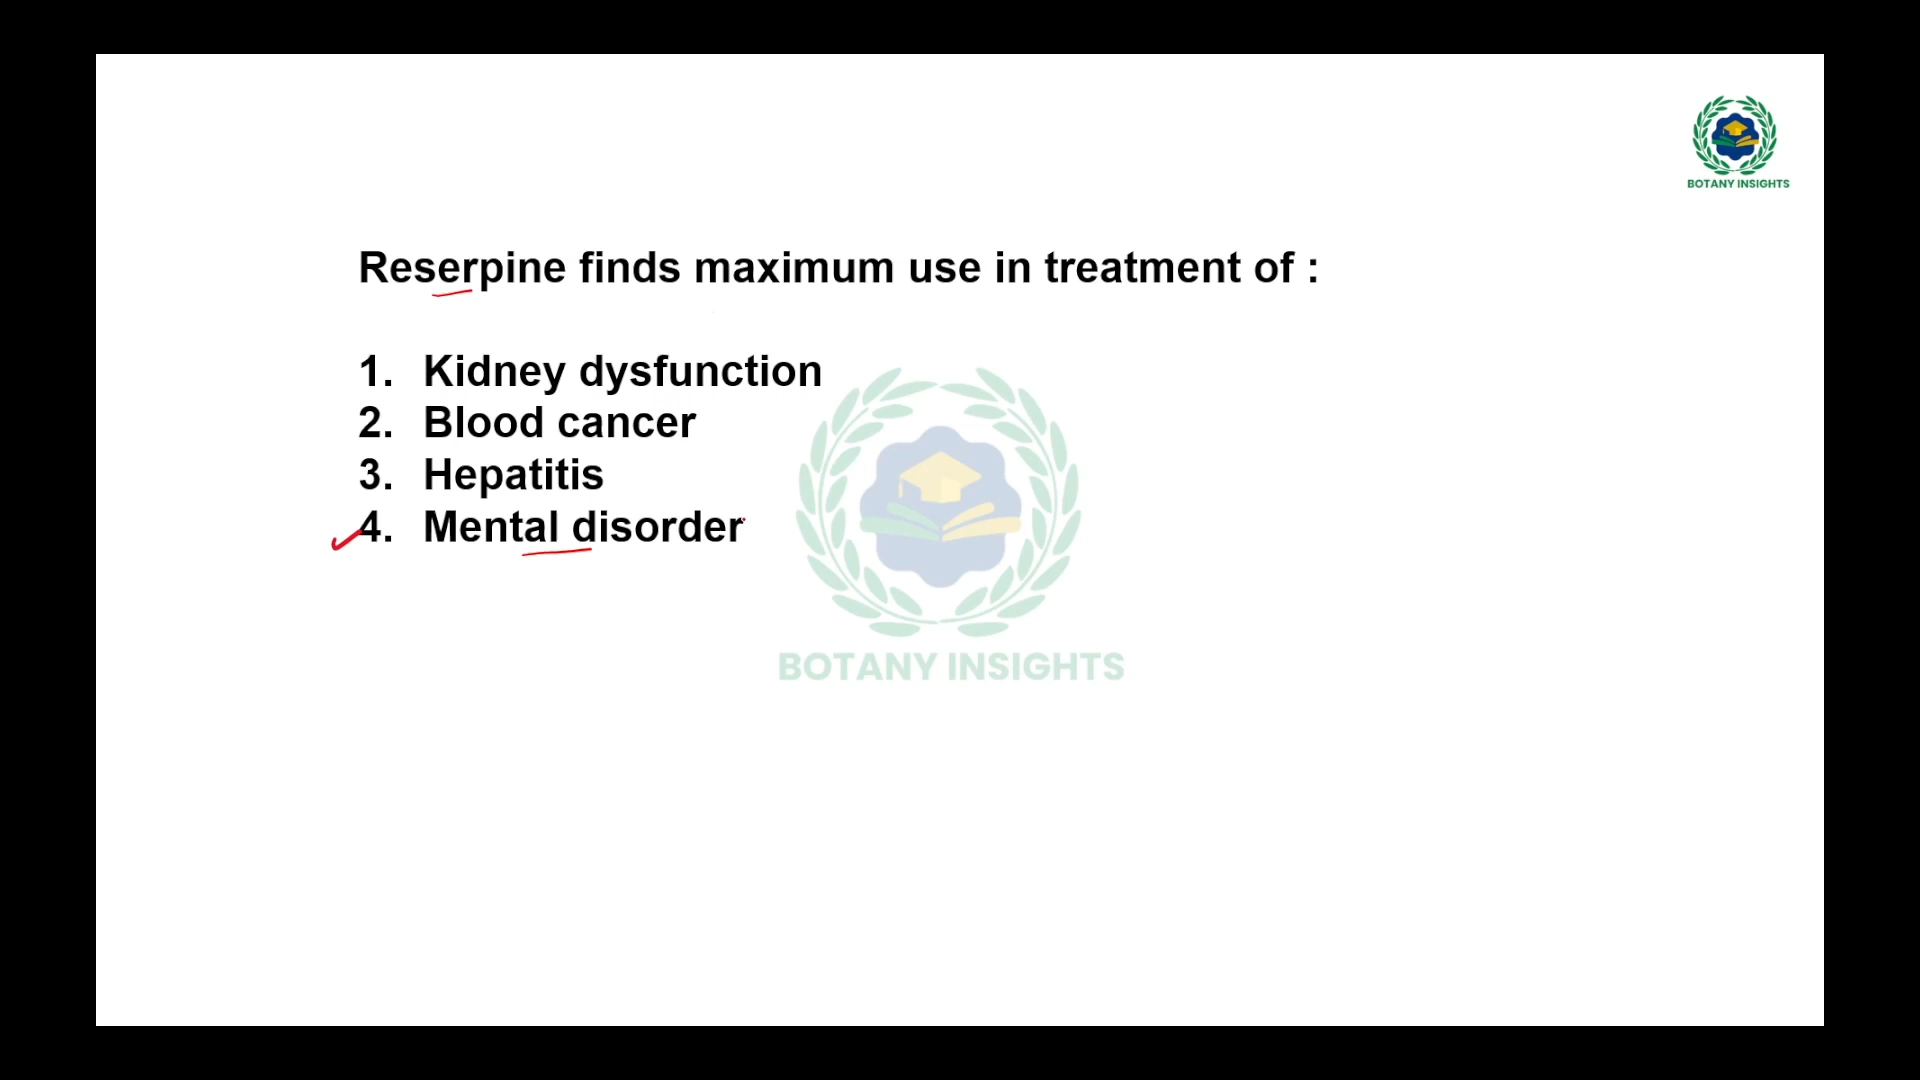 BOTANY INSIGHTS
Reserpine finds maximum use in treatment of :
1. Kidney dysfunction
2. Blood cancer
3. Hepatitis
4. Mental disorder
BOTANY INSIGHTS